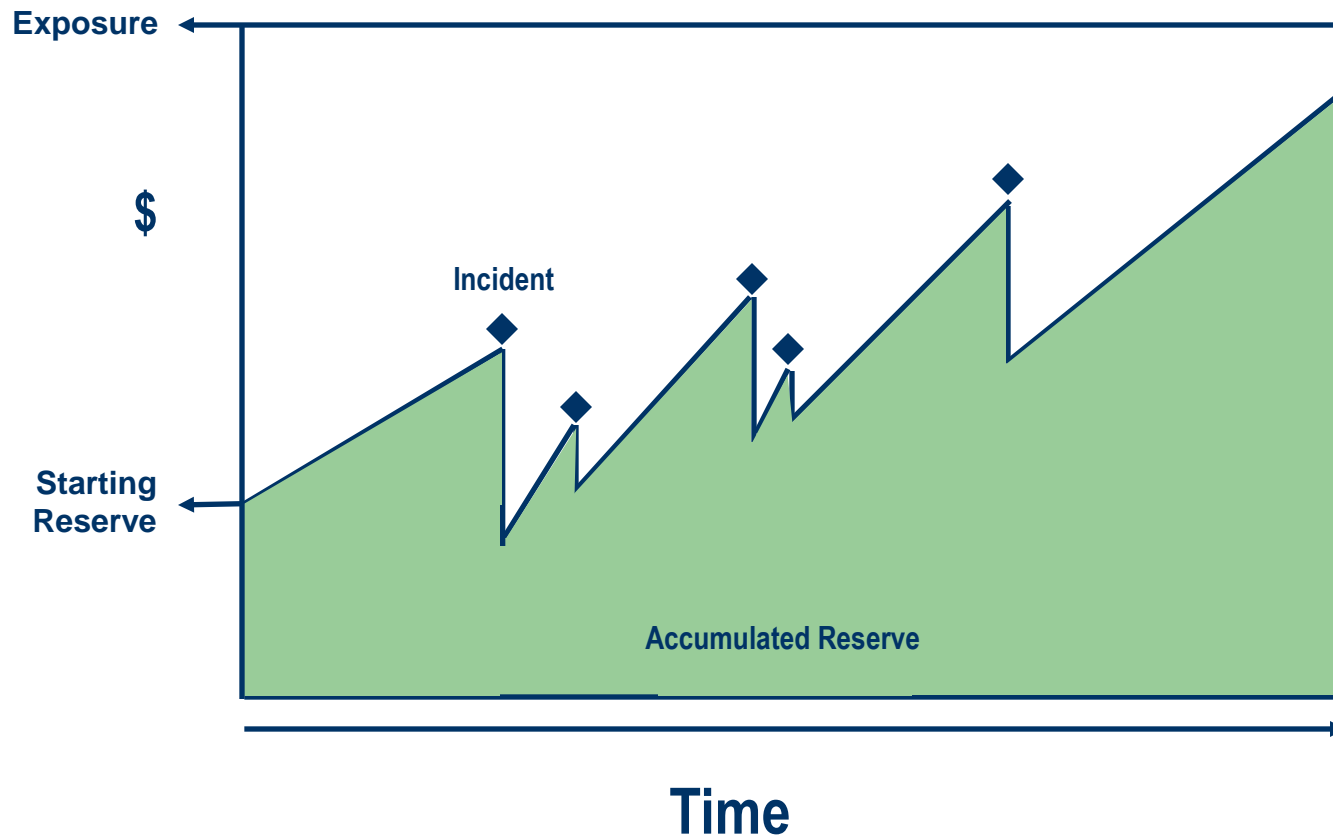 Exposure
$
Incident
Starting
Reserve
Accumulated Reserve
Time